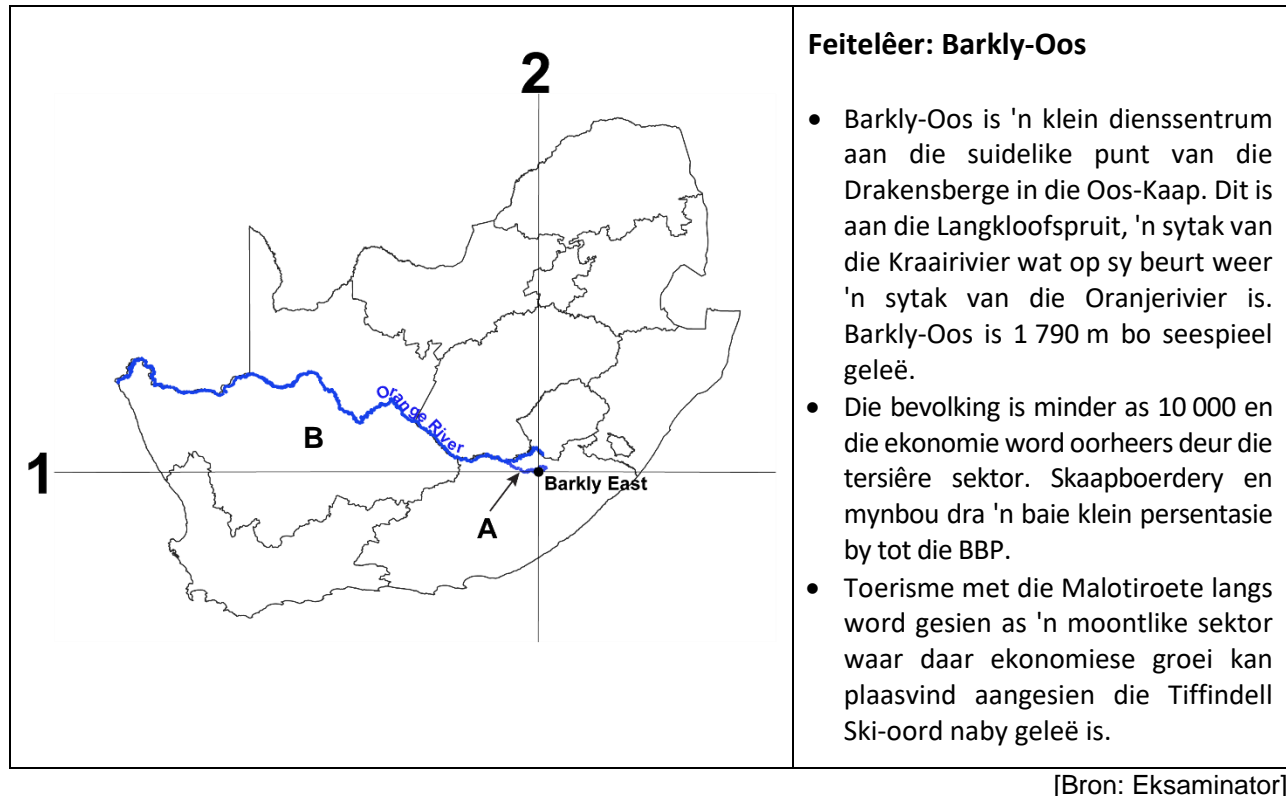 2
1
Orange River
B
A
Barkly East
Feitelêer: Barkly-Oos
• Barkly-Oos is 'n klein dienssentrum
aan die suidelike punt van die
Drakensberge in die Oos-Kaap. Dit is
aan die Langkloofspruit, 'n sytak van
die Kraairivier wat op sy beurt weer
'n sytak van die Oranjerivier is.
Barkly-Oos is 1 790 m bo seespieel
geleë.
• Die bevolking is minder as 10 000 en
die ekonomie word oorheers deur die
tersiêre sektor. Skaapboerdery en
mynbou dra 'n baie klein persentasie
by tot die BBP.
• Toerisme met die Malotiroete langs
word gesien as 'n moontlike sektor
waar daar ekonomiese groei kan
plaasvind aangesien die Tiffindell
Ski-oord naby geleë is.
[Bron: Eksaminator]